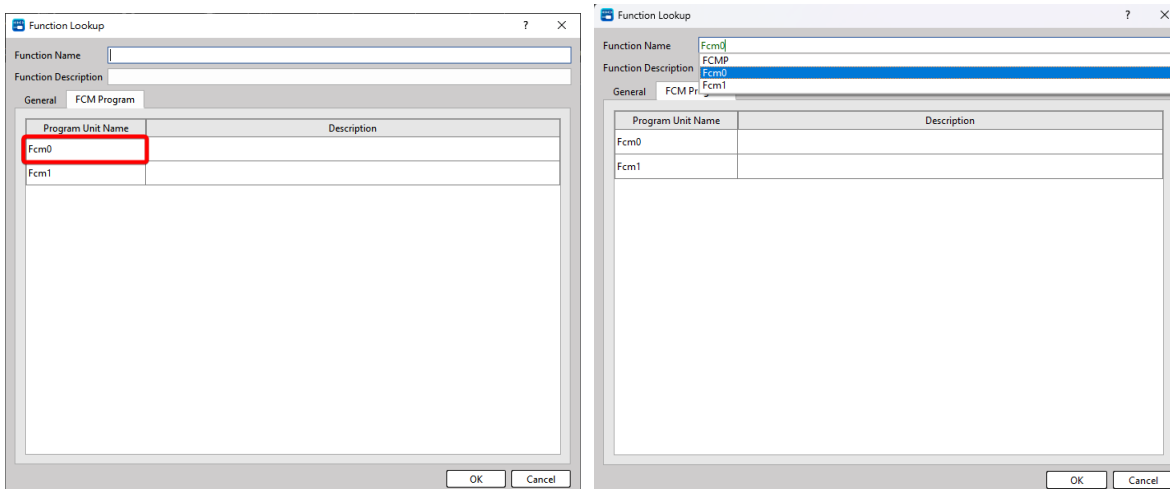 Function Lookup
?
Function Name
Function Description
General
FCM Program
Program Unit Name
Description
Fcm0
Fcm1
OK
Cancel
Function Lookup
?
Function Name
Fcm0
FCMP
Function Description
Fcm0
Fcm1
General
FCM Pr
Program Unit Name
Description
Fcm0
Fcm1
OK
Cancel